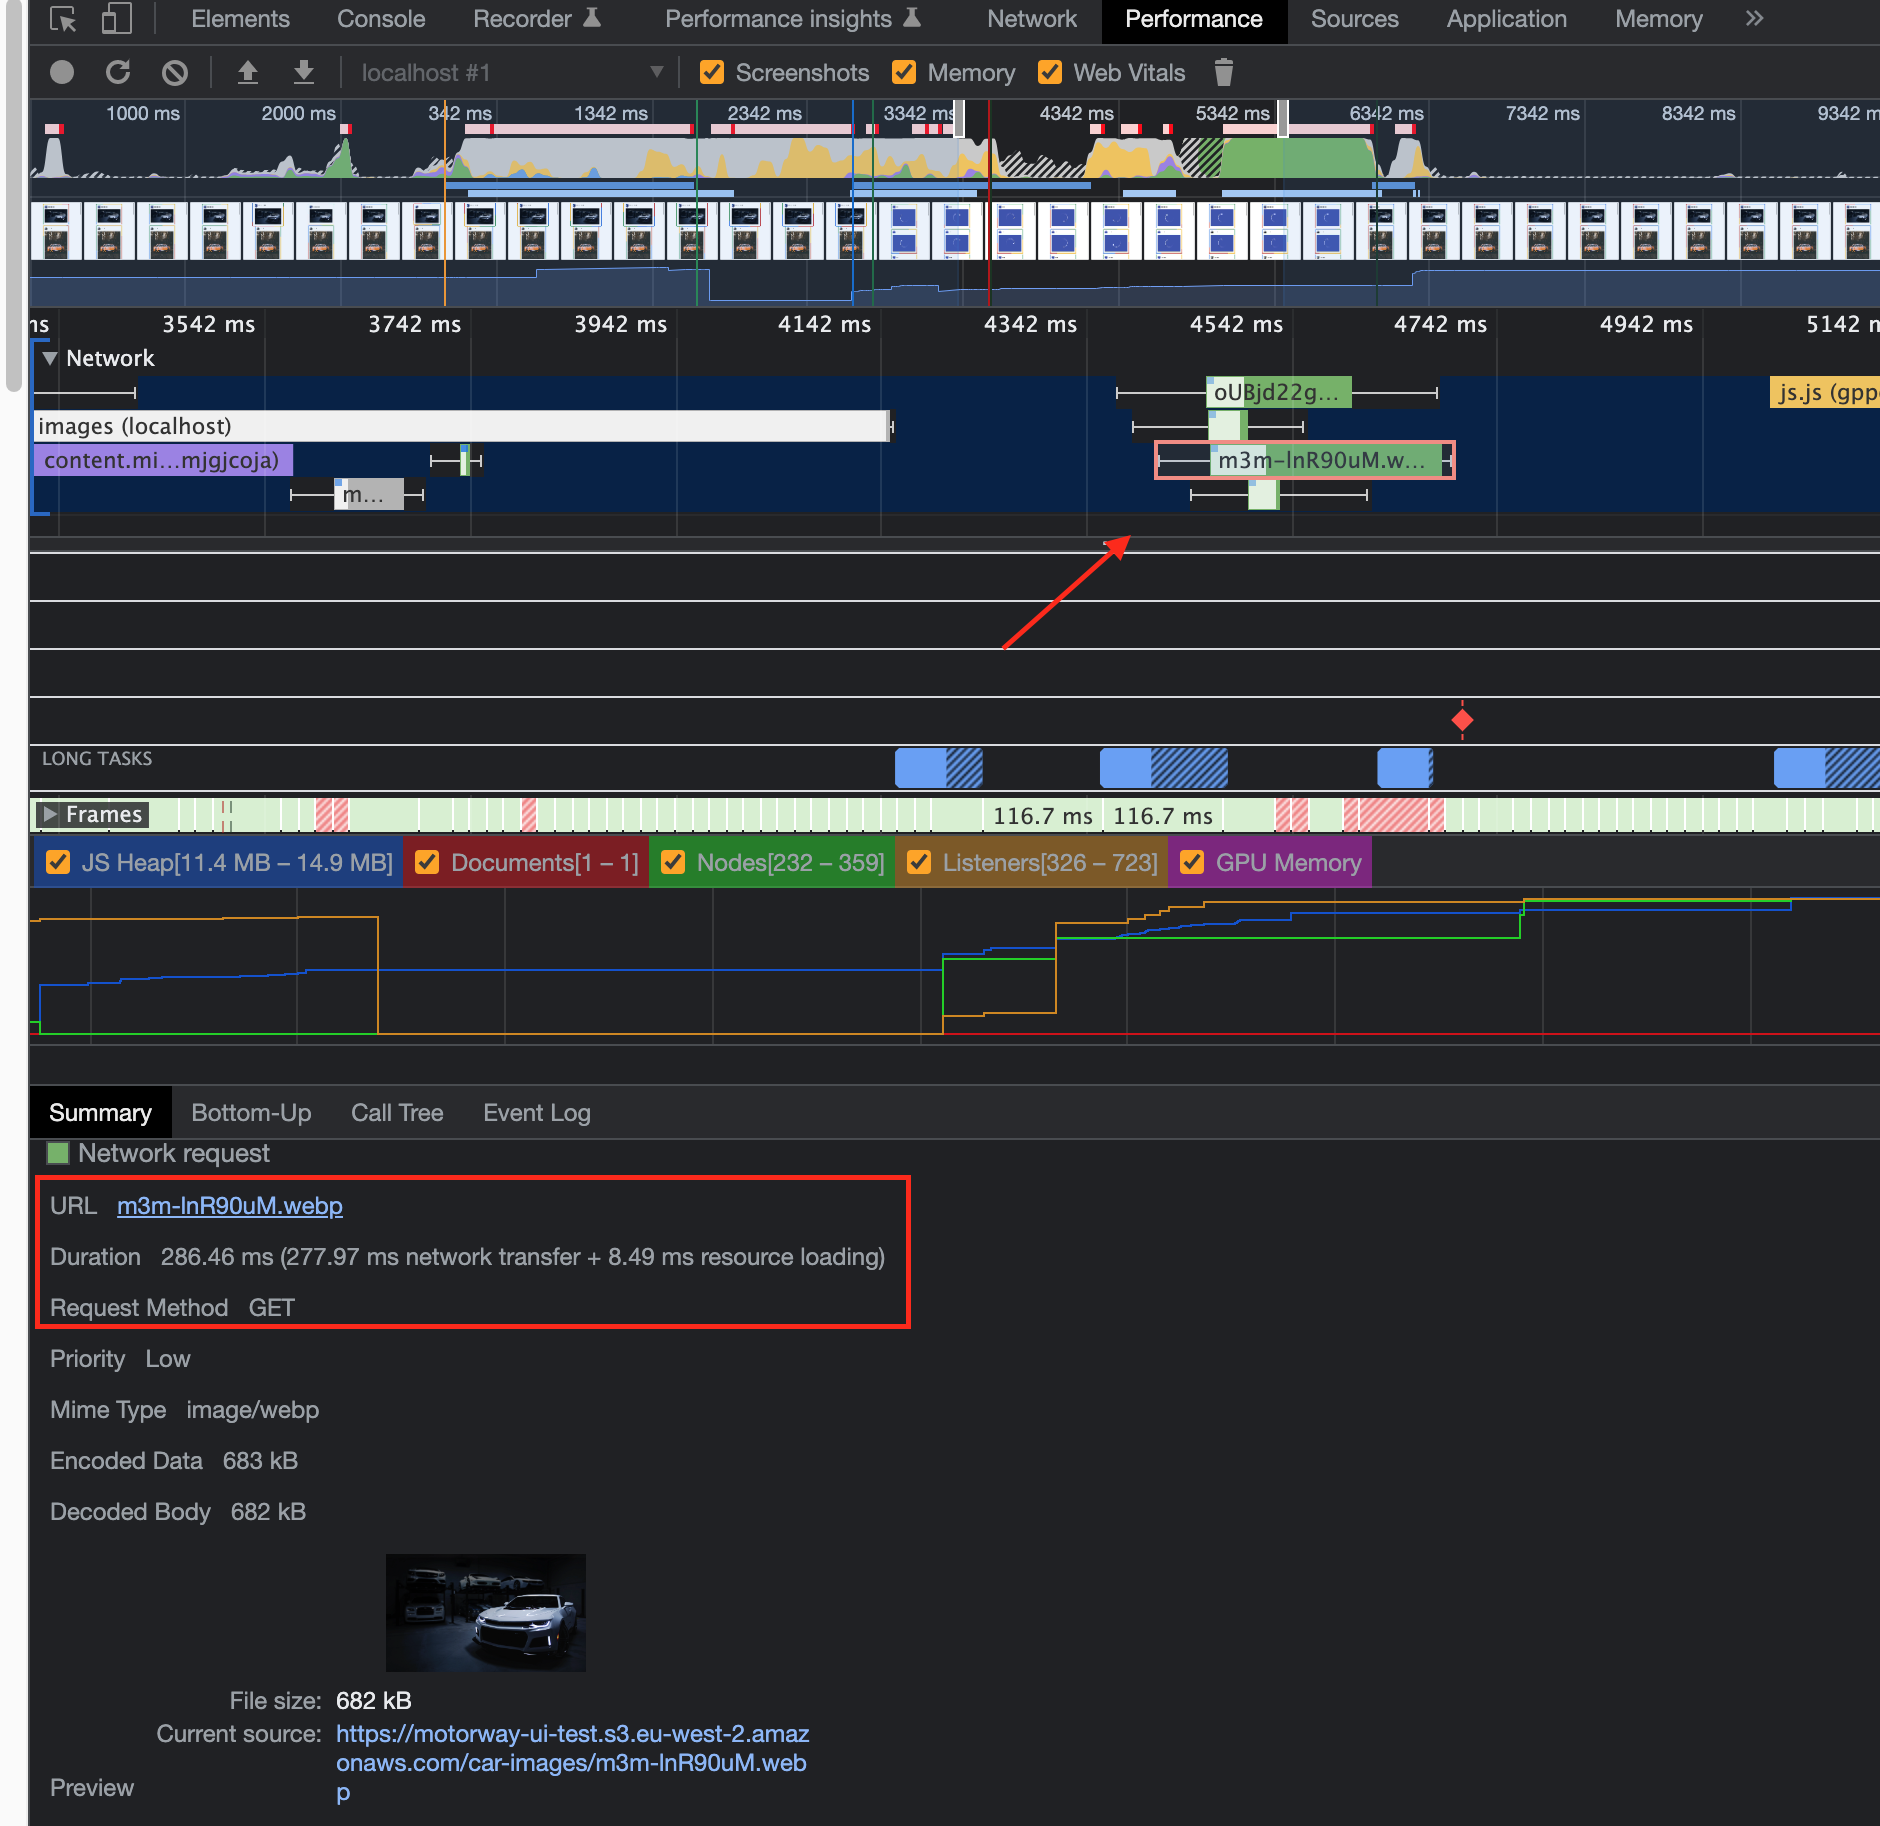 Elements Console Recorder Performance insights Network Performance Sources Application Memory
localhost #1 Screenshots Memory Web Vitals
1000 ms 2000 ms 342 ms 1342 ms 2342 ms 3342 ms 4342 ms 5342 ms 6342 ms 7342 ms 8342 ms 9342 m
ns 3542 ms 3742 ms 3942 ms 4142 ms 4342 ms 4542 ms 4742 ms 4942 ms 5142 m
Network
oUBjd22g... js.js (gpp
images (localhost)
content.mi...mjgjcoja) m3m-lnR90uM.w...
m...
LONG TASKS
Frames 116.7 ms 116.7 ms
JS Heap[11.4 MB – 14.9 MB] Documents[1 – 1] Nodes[232 – 359] Listeners[326 – 723] GPU Memory
Summary Bottom-Up Call Tree Event Log
Network request
URL m3m-lnR90uM.webp
Duration 286.46 ms (277.97 ms network transfer + 8.49 ms resource loading)
Request Method GET
Priority Low
Mime Type image/webp
Encoded Data 683 kB
Decoded Body 682 kB
File size: 682 kB
Current source: https://motorway-ui-test.s3.eu-west-2.amaz
onaws.com/car-images/m3m-lnR90uM.web
Preview p